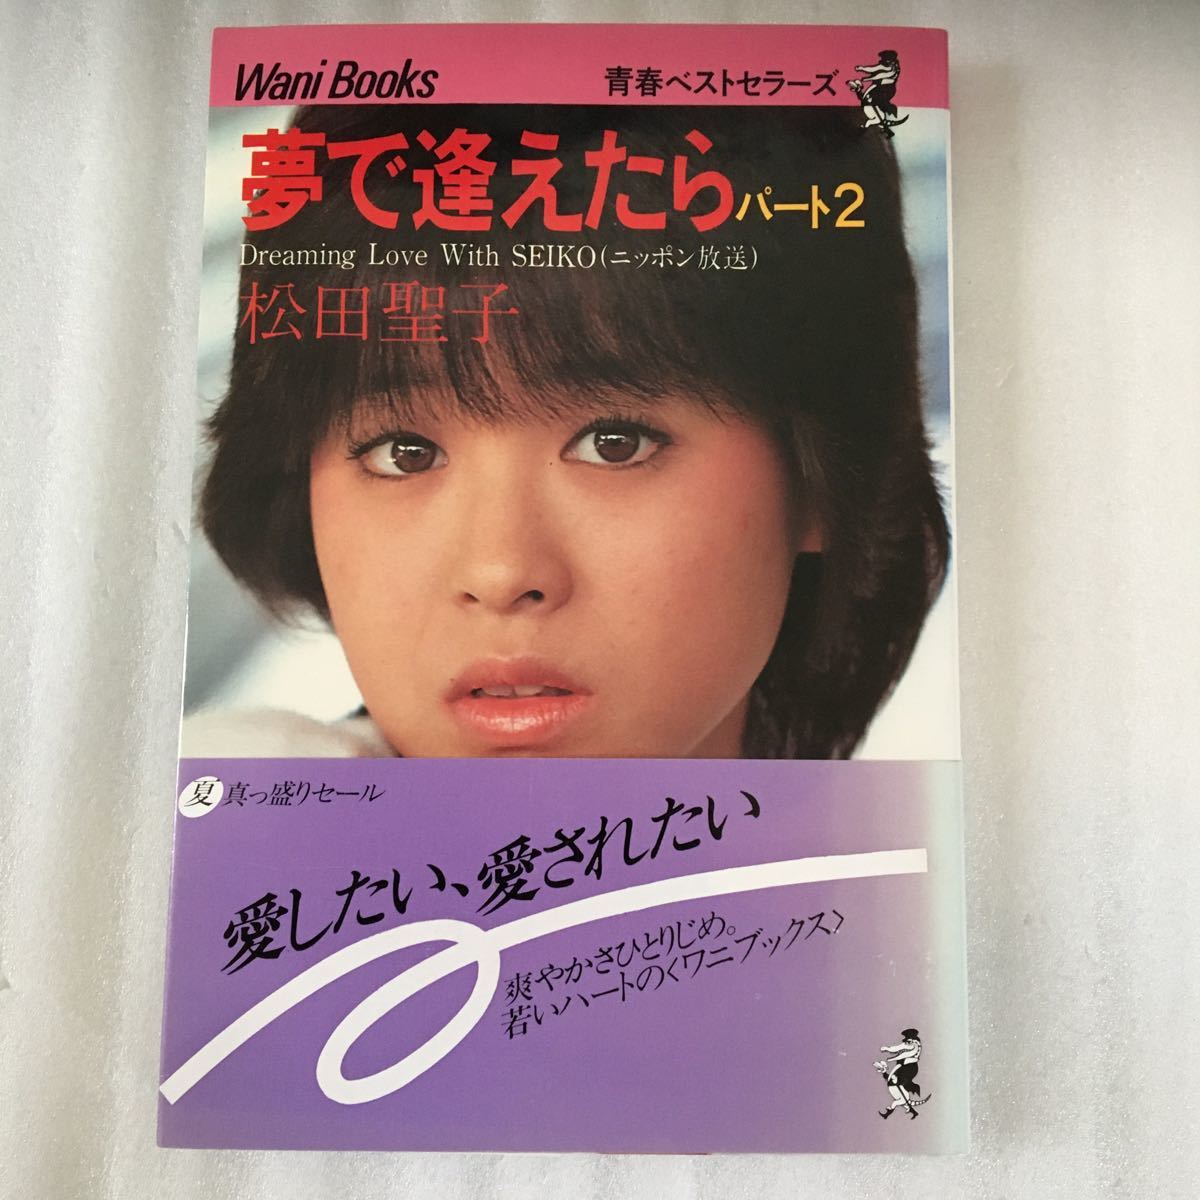 Wani Books
青春ベストセラーズ
夢で逢えたらパート2
Dreaming Love With SEIKO(ニッポン放送)
松田聖子
夏真っ盛りセール
愛したい、愛されたい
爽やかさひとりじめ。
若いハートの〈ワニブックス〉